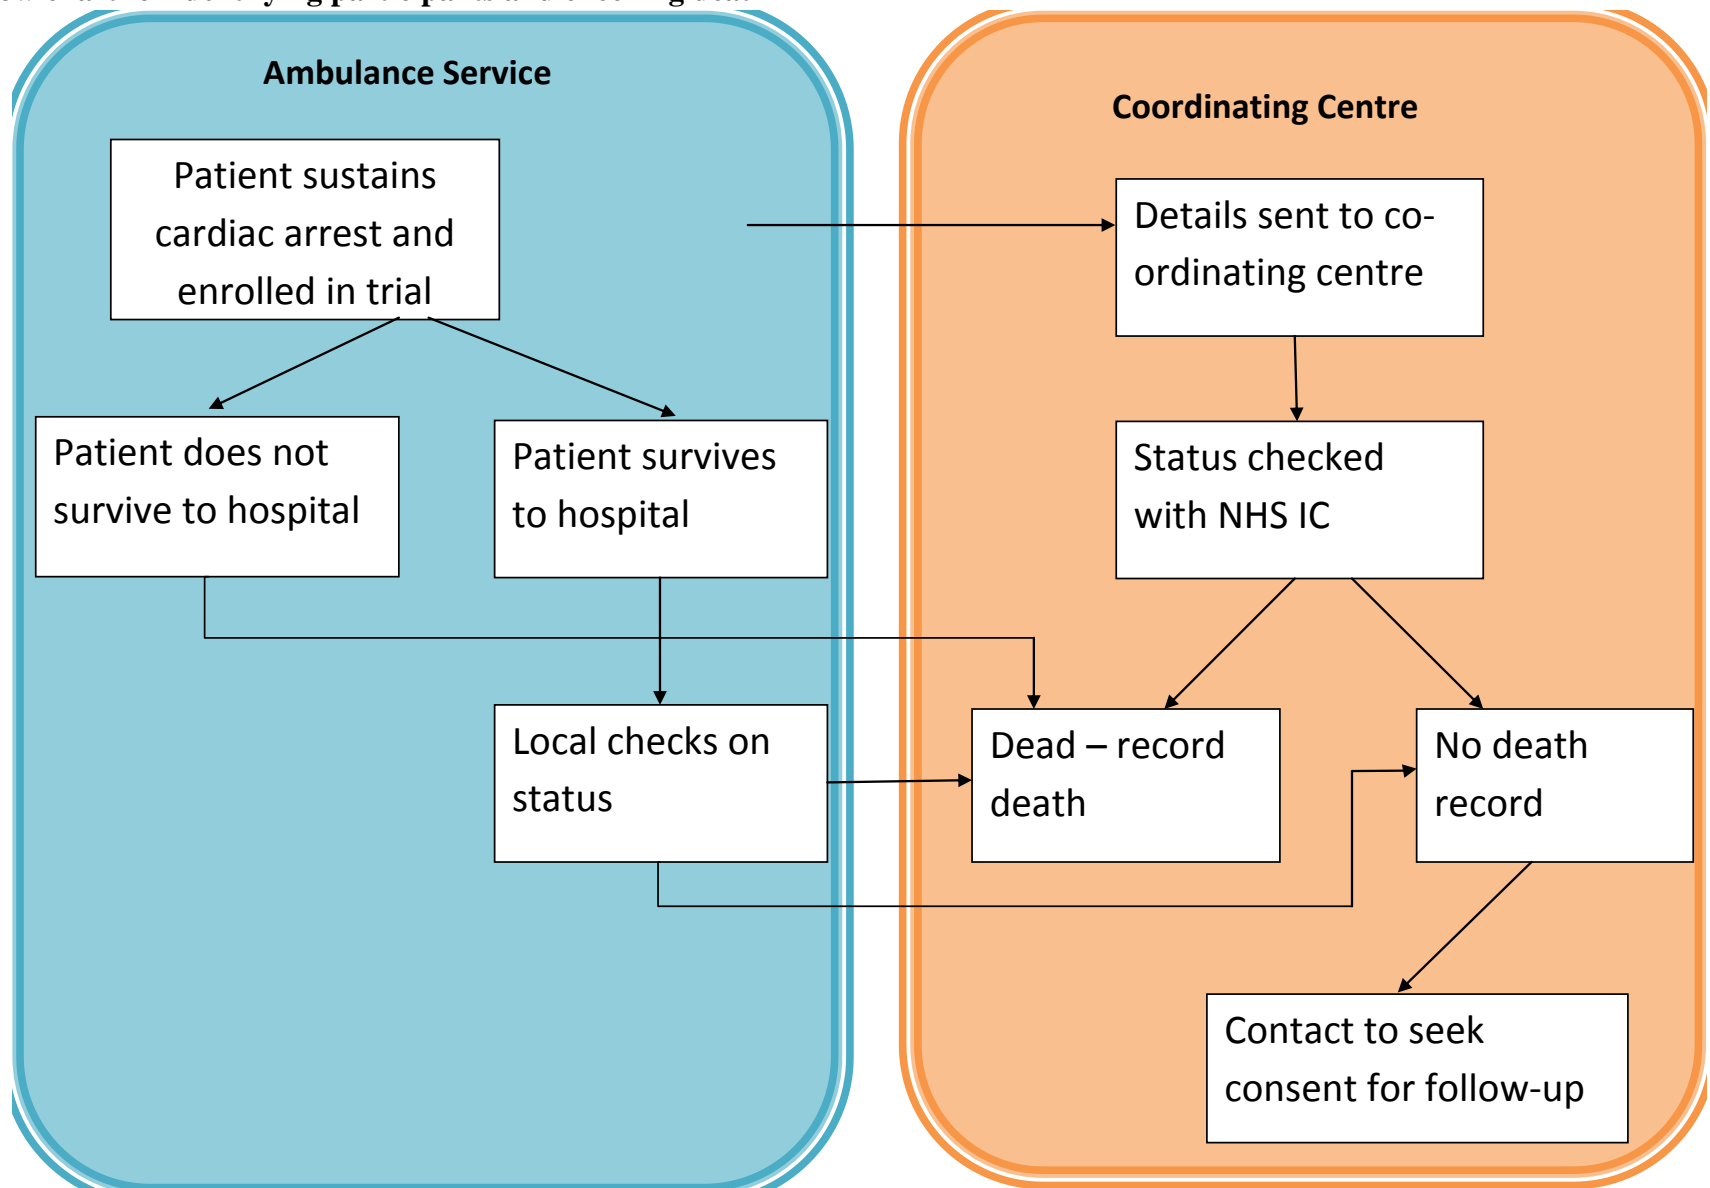 Ambulance Service
Patient sustains
cardiac arrest and
enrolled in trial
Patient does not
survive to hospital
Patient survives
to hospital
Local checks on
status
Coordinating Centre
Details sent to co-
ordinating centre
Status checked
with NHS IC
Dead – record
death
No death
record
Contact to seek
consent for follow-up